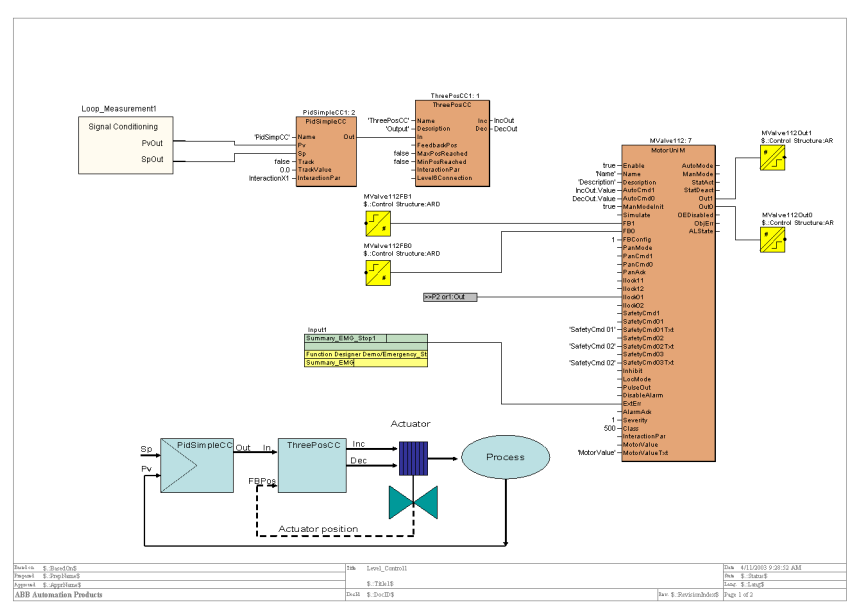 Loop_Measurement1
Signal Conditioning
PvOut
SpOut
PidSimpleCC1: 2
PidSimpleCC
'PidSimpCC' Name Out
Pv
Sp
false Track
0.0 TrackValue
InteractionX1 InteractionPar
ThreePosCC1: 1
ThreePosCC
'ThreePosCC' Name Inc IncOut
'Output' Description Dec DecOut
In
FeedbackPos
false MaxPosReached
false MinPosReached
InteractionPar
Level6Connection
MValve112FB1
$.:Control Structure:ARD
#
MValve112FB0
$.:Control Structure:ARD
#
>>P2 or1:Out
Input1
Summary_EMG_Stop1
Function Designer Demo/Emergency_St
Summary_EMG
MValve112: 7
MotorUniM
true Enable AutoMode
'Name' Name ManMode
'Description' Description StatAct
IncOut.Value AutoCmd1 StatDeact
DecOut.Value AutoCmd0 Out1
true ManModeInit Out0
Simulate OEDisabled
FB1 ObjErr
FB0 ALState
1 FBConfig
PanMode
PanCmd1
PanCmd0
PanAck
Ilock11
Ilock12
Ilock01
Ilock02
SafetyCmd1
SafetyCmd01
'SafetyCmd 01' SafetyCmd01Txt
SafetyCmd02
'SafetyCmd 02' SafetyCmd02Txt
SafetyCmd03
'SafetyCmd 02' SafetyCmd03Txt
Inhibit
LocMode
PulseOut
DisableAlarm
ExtErr
AlarmAck
1 Severity
500 Class
InteractionPar
MotorValue
'MotorValue' MotorValueTxt
MValve112Out1
$.:Control Structure:AR
#
MValve112Out0
$.:Control Structure:AR
#
Actuator
Sp PidSimpleCC Out In ThreePosCC Inc
Pv Dec Process
FBPos
Actuator position
Based on $.:BasedOn$ Title Level_Control1 Date 4/11/2003 9:28:52 AM
Prepared $.:PrepName$ State $.:Status$
Approved $.:ApprName$ $.:Title1$ Lang. $.:Lang$
ABB Automation Products DocId $.:DocID$ Rev. $.:RevisionIndex$ Page 1 of 2